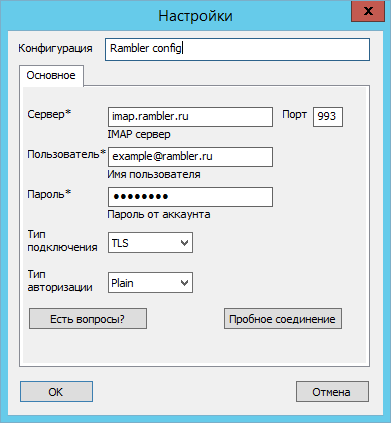 Настройки
x
Конфигурация Rambler config
Основное
Сервер* imap.rambler.ru Порт 993
IMAP сервер
Пользователь* example@rambler.ru
Имя пользователя
Пароль* ••••••••
Пароль от аккаунта
Тип
подключения TLS
Тип
авторизации Plain
Есть вопросы? Пробное соединение
OK Отмена